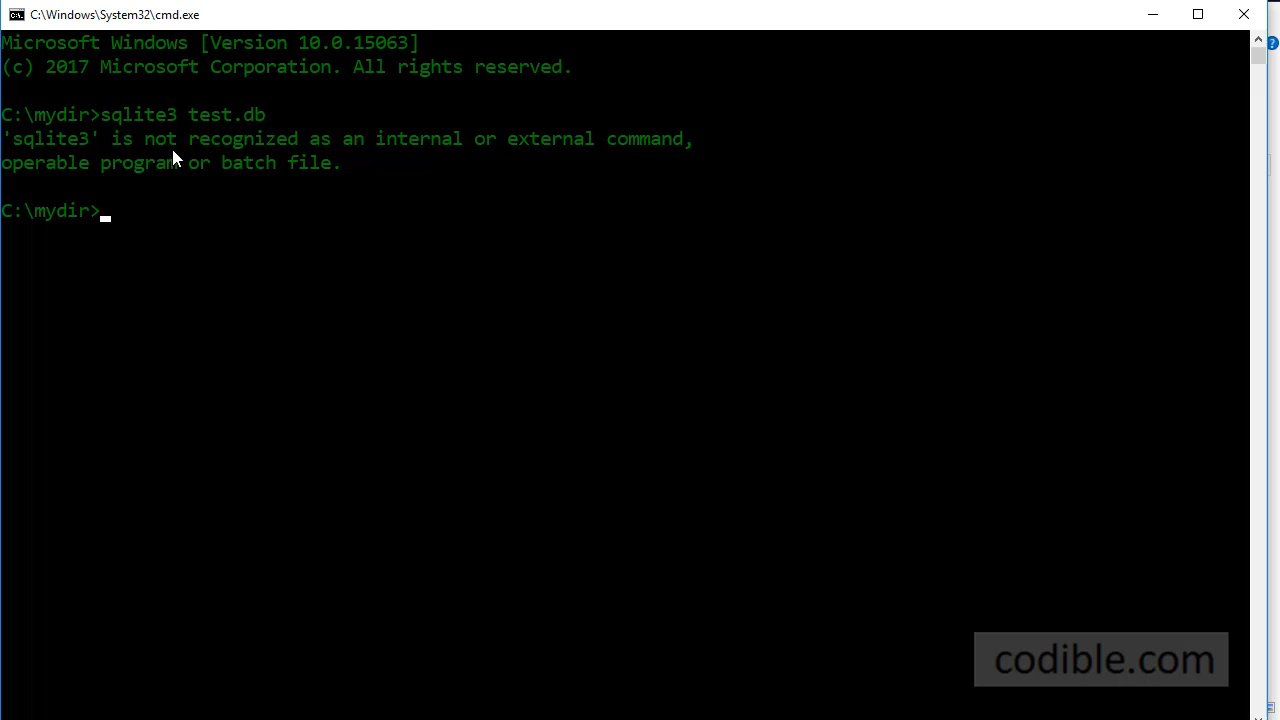 C:\Windows\System32\cmd.exe
Microsoft Windows [Version 10.0.15063]
(c) 2017 Microsoft Corporation. All rights reserved.
C:\mydir>sqlite3 test.db
'sqlite3' is not recognized as an internal or external command,
operable program or batch file.
C:\mydir>
codible.com